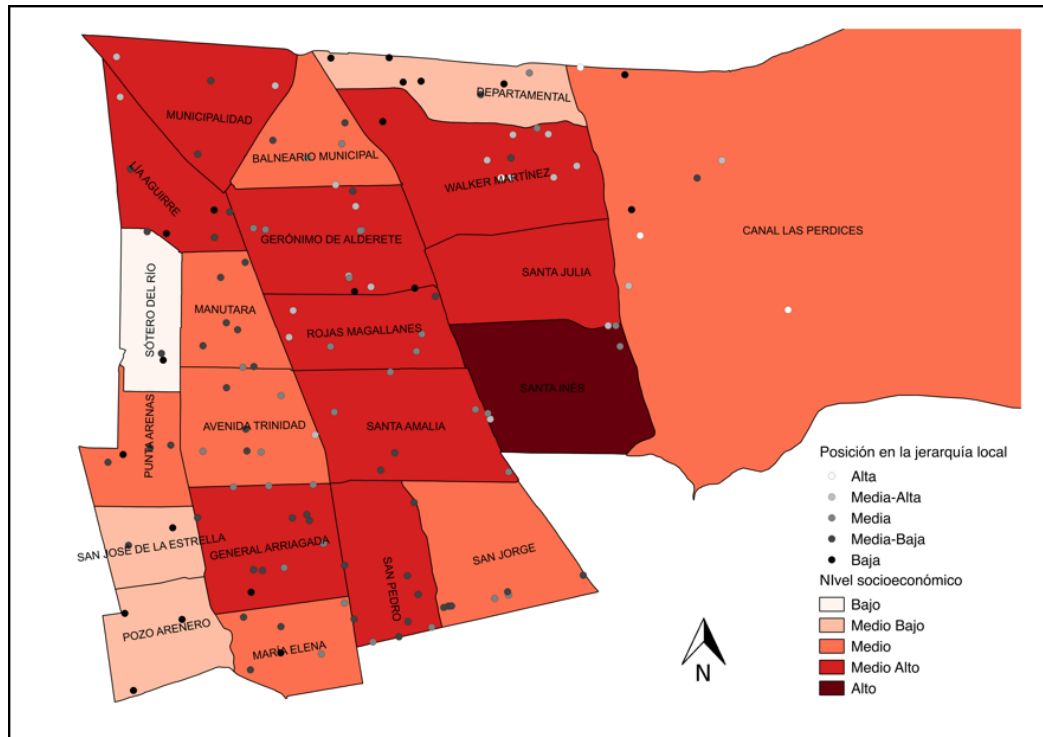 DEPARTAMENTAL
MUNICIPALIDAD
BALNEARIO MUNICIPAL
LÍA AGUIRRE
WALKER MARTÍNEZ
GERÓNIMO DE ALDERETE
CANAL LAS PERDICES
SANTA JULIA
SÓTERO DEL RÍO
MANUTARA
ROJAS MAGALLANES
SANTA INÉS
PUNTA ARENAS
AVENIDA TRINIDAD
SANTA AMALIA
SAN JOSÉ DE LA ESTRELLA
GENERAL ARRIAGADA
SAN PEDRO
SAN JORGE
POZO ARENERO
MARÍA ELENA
Posición en la jerarquía local
Alta
Media-Alta
Media
Media-Baja
Baja
NIvel socioeconómico
Bajo
Medio Bajo
Medio
Medio Alto
Alto
N